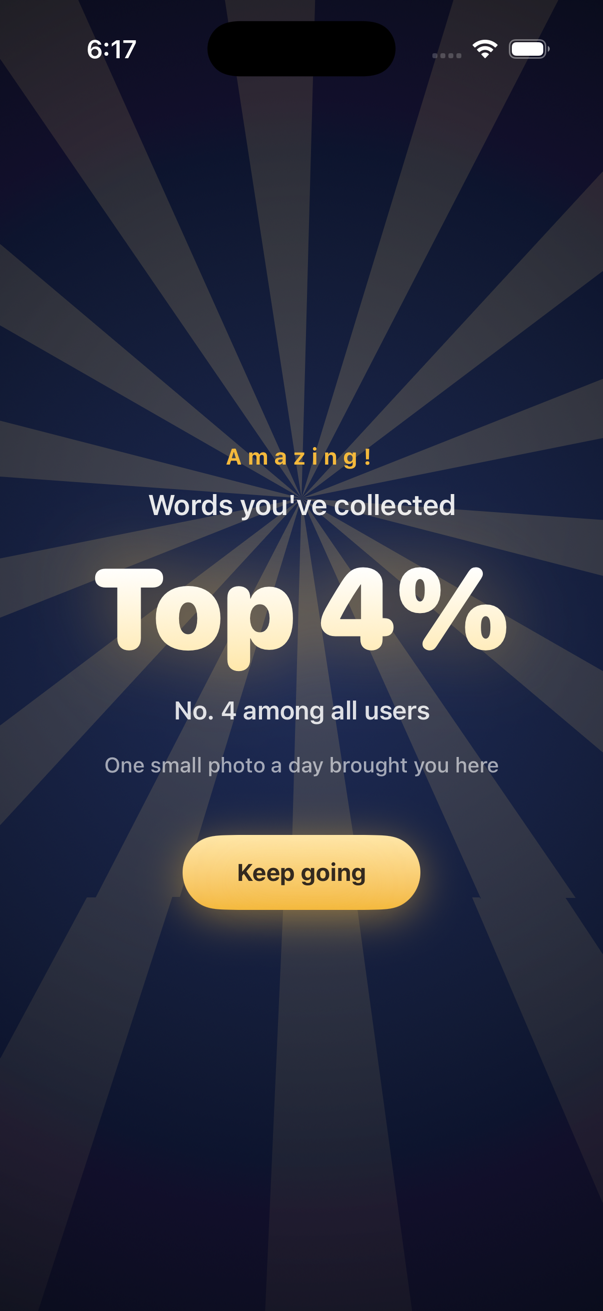 6:17
Amazing!
Words you've collected
Top 4%
No. 4 among all users
One small photo a day brought you here
Keep going